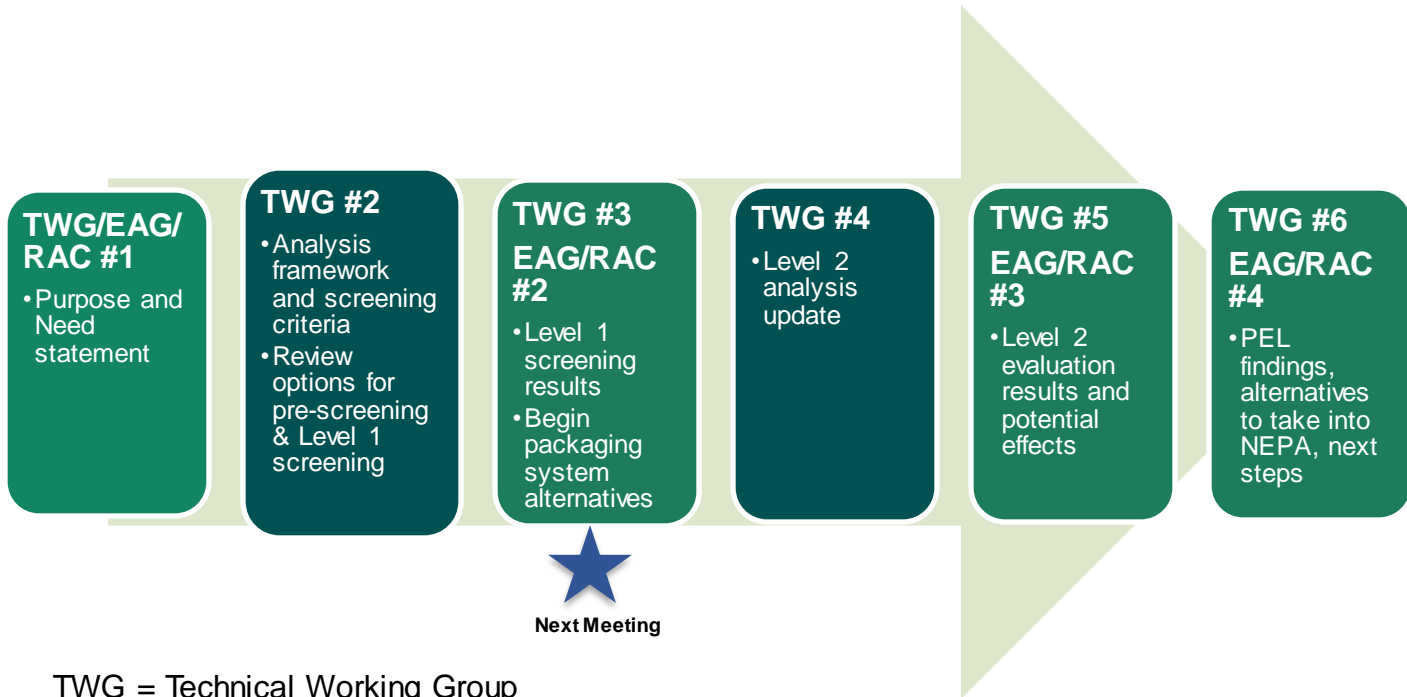 TWG/EAG/
RAC #1
•Purpose and
Need
statement
TWG #2
•Analysis
framework
and screening
criteria
•Review
options for
pre-screening
& Level 1
screening
TWG #3
EAG/RAC
#2
•Level 1
screening
results
•Begin
packaging
system
alternatives
TWG #4
•Level 2
analysis
update
TWG #5
EAG/RAC
#3
•Level 2
evaluation
results and
potential
effects
TWG #6
EAG/RAC
#4
•PEL
findings,
alternatives
to take into
NEPA, next
steps
Next Meeting
TWG = Technical Working Group